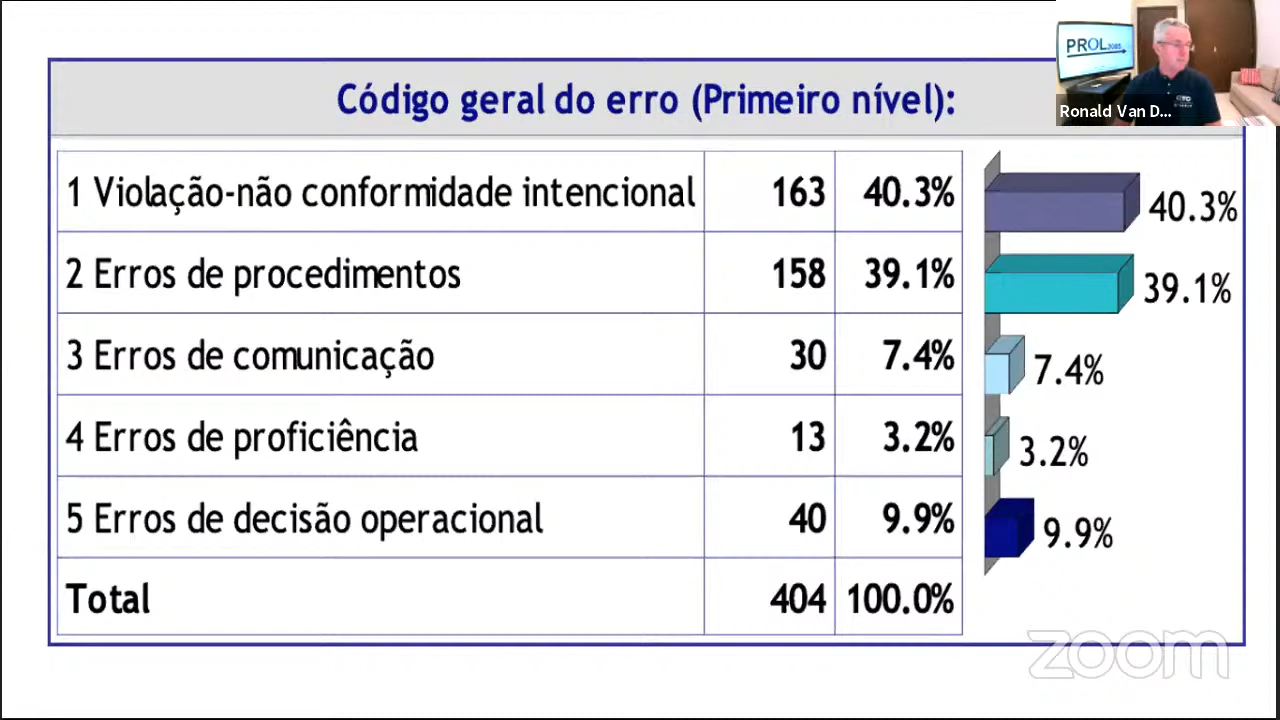 PROL
Ronald Van D...
Código geral do erro (Primeiro nível):
1 Violação-não conformidade intencional 163 40.3% 40.3%
2 Erros de procedimentos 158 39.1% 39.1%
3 Erros de comunicação 30 7.4% 7.4%
4 Erros de proficiência 13 3.2% 3.2%
5 Erros de decisão operacional 40 9.9% 9.9%
Total 404 100.0%
zoom